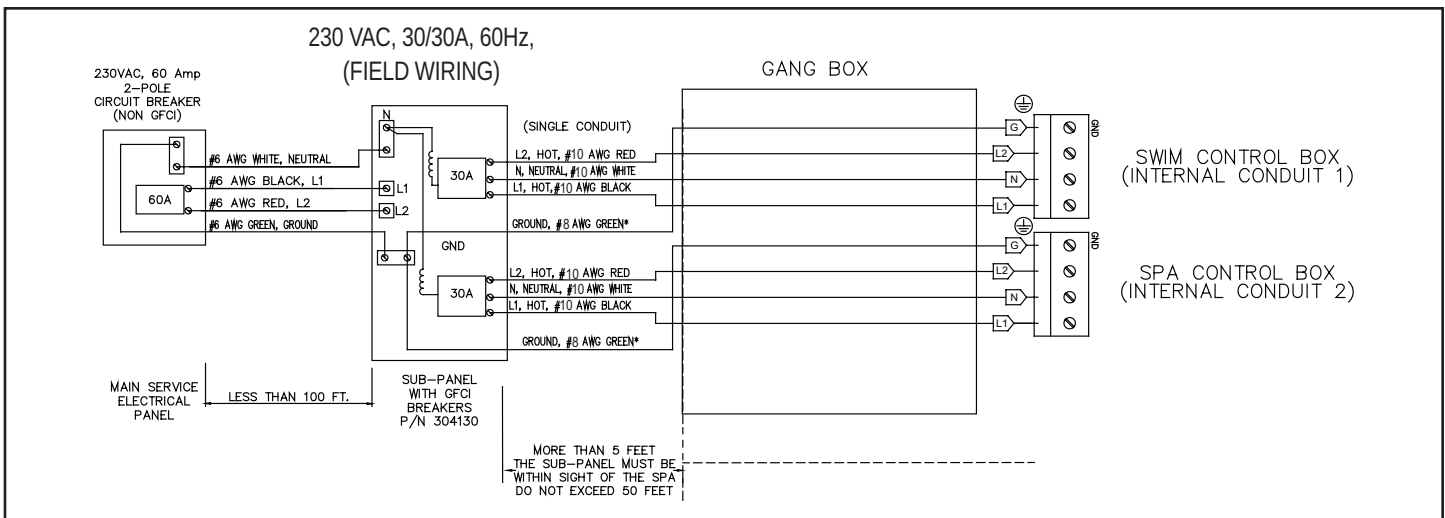 230 VAC, 30/30A, 60Hz,
(FIELD WIRING)
230VAC, 60 Amp
2-POLE
CIRCUIT BREAKER
(NON GFCI)
60A
#6 AWG WHITE, NEUTRAL
#6 AWG BLACK, L1
#6 AWG RED, L2
#6 AWG GREEN, GROUND
N
L1
L2
GND
30A
30A
(SINGLE CONDUIT)
L2, HOT, #10 AWG RED
N, NEUTRAL, #10 AWG WHITE
L1, HOT, #10 AWG BLACK
GROUND, #8 AWG GREEN*
L2, HOT, #10 AWG RED
N, NEUTRAL, #10 AWG WHITE
L1, HOT, #10 AWG BLACK
GROUND, #8 AWG GREEN*
GANG BOX
G
L2
N
L1
GND
SWIM CONTROL BOX
(INTERNAL CONDUIT 1)
G
L2
N
L1
GND
SPA CONTROL BOX
(INTERNAL CONDUIT 2)
MAIN SERVICE
ELECTRICAL
PANEL
LESS THAN 100 FT.
SUB-PANEL
WITH GFCI
BREAKERS
P/N 304130
MORE THAN 5 FEET
THE SUB-PANEL MUST BE
WITHIN SIGHT OF THE SPA
DO NOT EXCEED 50 FEET